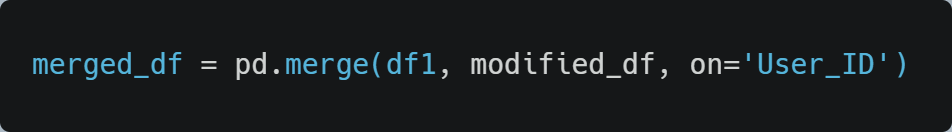 merged_df = pd.merge(df1, modified_df, on='User_ID')